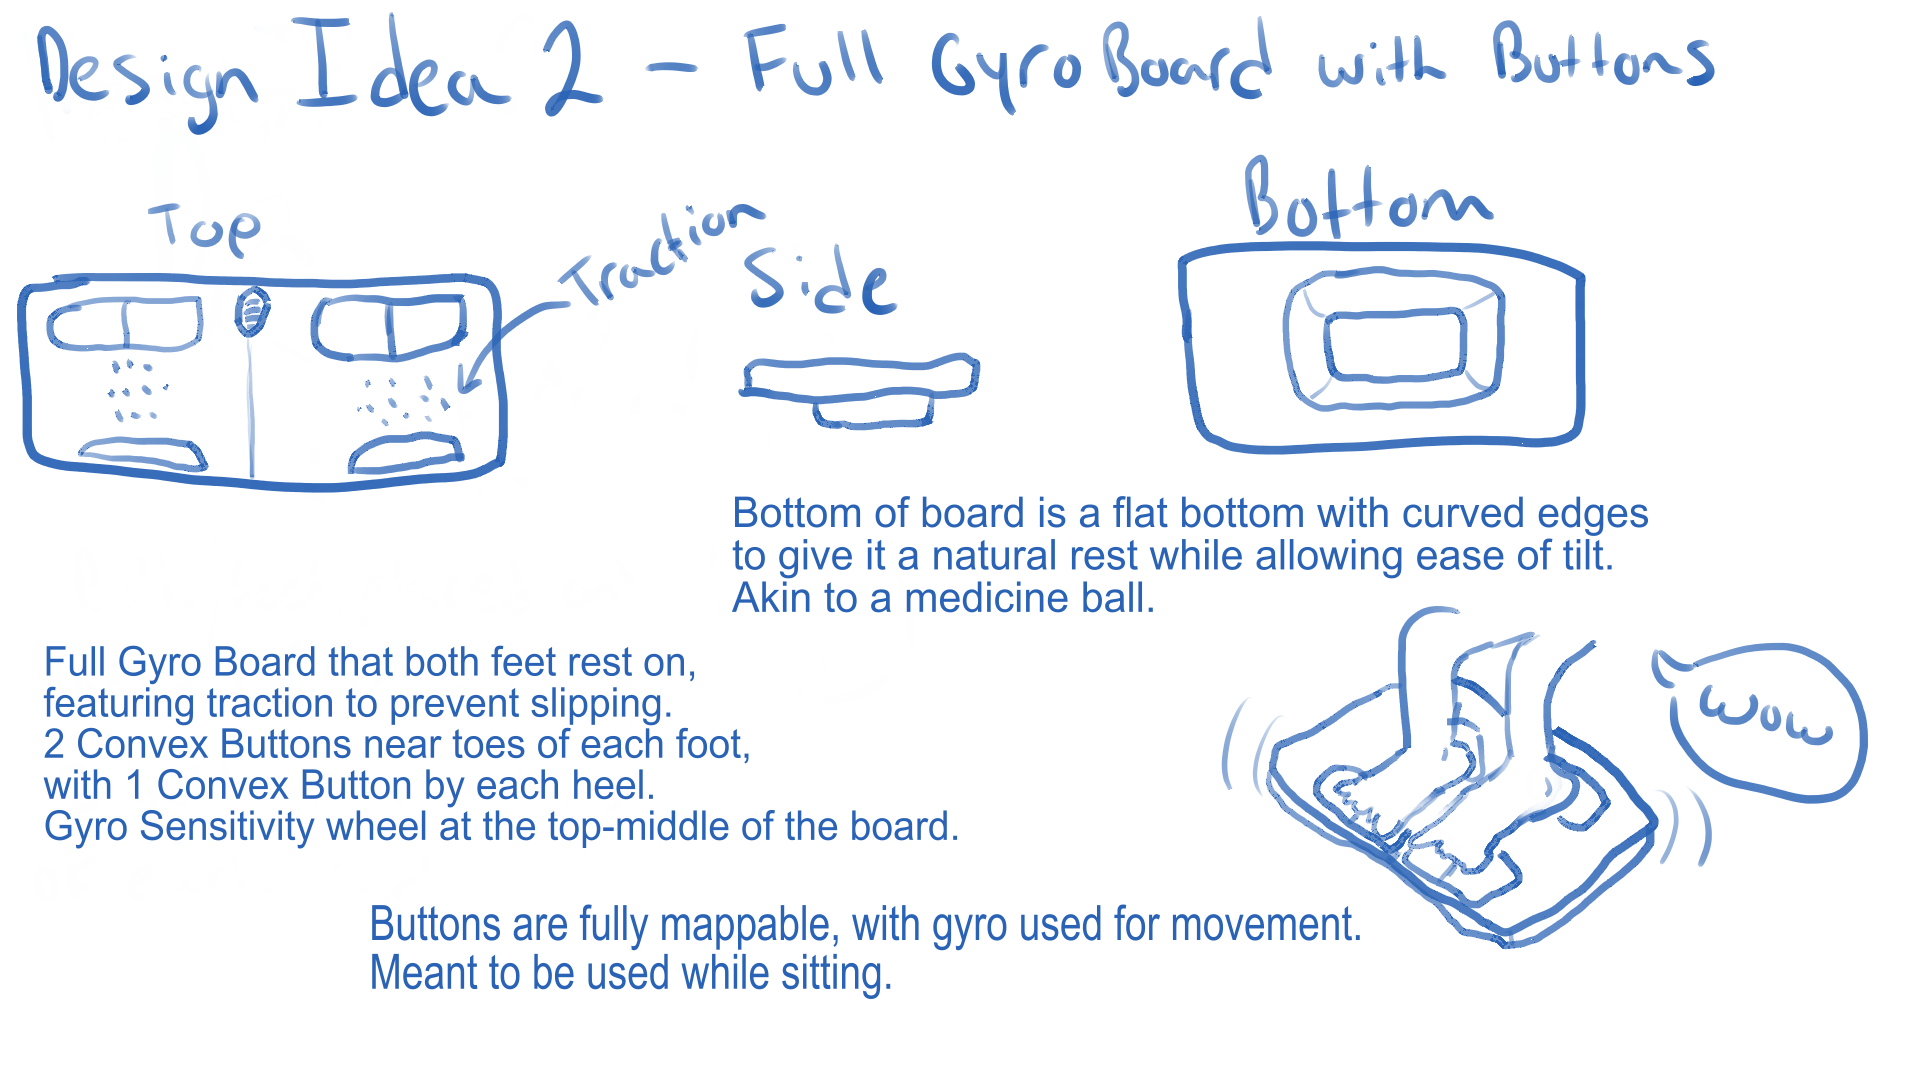 Design Idea 2 - Full Gyro Board with Buttons
Top
Traction
Side
Bottom
Bottom of board is a flat bottom with curved edges
to give it a natural rest while allowing ease of tilt.
Akin to a medicine ball.
Full Gyro Board that both feet rest on,
featuring traction to prevent slipping.
2 Convex Buttons near toes of each foot,
with 1 Convex Button by each heel.
Gyro Sensitivity wheel at the top-middle of the board.
wow
Buttons are fully mappable, with gyro used for movement.
Meant to be used while sitting.